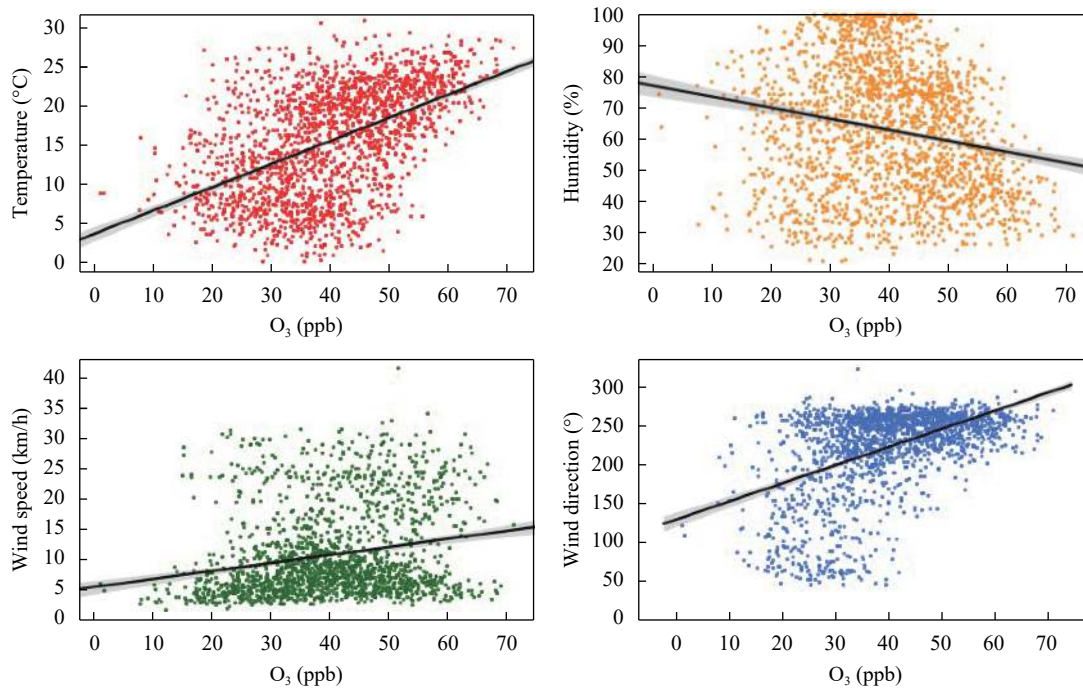 Temperature (°C)
30
25
20
15
10
5
0
0 10 20 30 40 50 60 70
O₃ (ppb)
Humidity (%)
100
90
80
70
60
50
40
30
20
0 10 20 30 40 50 60 70
O₃ (ppb)
Wind speed (km/h)
40
35
30
25
20
15
10
5
0
0 10 20 30 40 50 60 70
O₃ (ppb)
Wind direction (°)
300
250
200
150
100
50
0
0 10 20 30 40 50 60 70
O₃ (ppb)